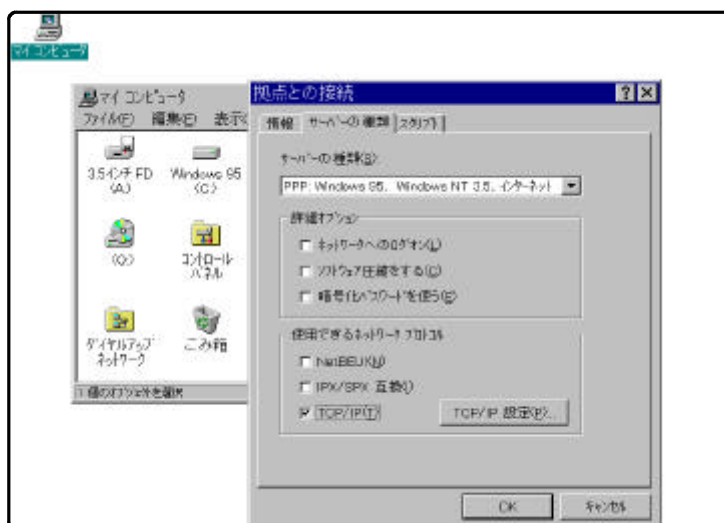 マイ コンピュータ
マイ コンピュータ
ファイル(F) 編集(E) 表示(
3.5インチ FD
(A:)
Windows 95
(C:)
(Q:)
コントロール
パネル
ダイヤルアップ
ネットワーク
ごみ箱
1 個のオブジェクトを選択
拠点との接続
情報 サーバーの種類 スクリプト
サーバーの種類(S):
PPP: Windows 95、Windows NT 3.5、インターネット
詳細オプション
ネットワークへのログオン(L)
ソフトウェア圧縮をする(C)
暗号化パスワードを使う(E)
使用できるネットワーク プロトコル
NetBEUI(N)
IPX/SPX 互換(I)
TCP/IP(T)
TCP/IP 設定(P)...
OK
キャンセル